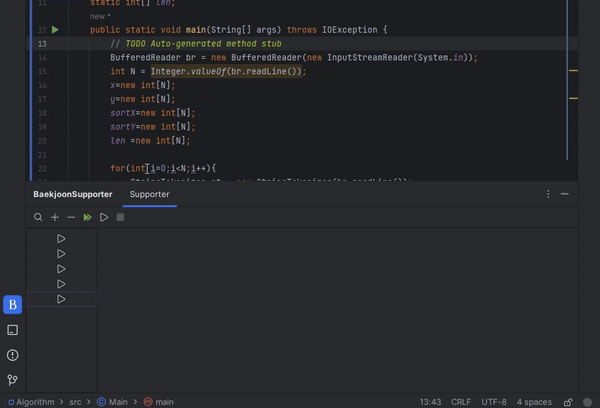 11 static int[] len;
new *
12 public static void main(String[] args) throws IOException {
13 // TODO Auto-generated method stub
14 BufferedReader br = new BufferedReader(new InputStreamReader(System.in));
15 int N = Integer.valueOf(br.readLine());
16 x=new int[N];
17 y=new int[N];
18 sortX=new int[N];
19 sortY=new int[N];
20 len =new int[N];
21
22 for(int i=0;i<N;i++){
BaekjoonSupporter Supporter
B
Algorithm > src > Main > main 13:43 CRLF UTF-8 4 spaces